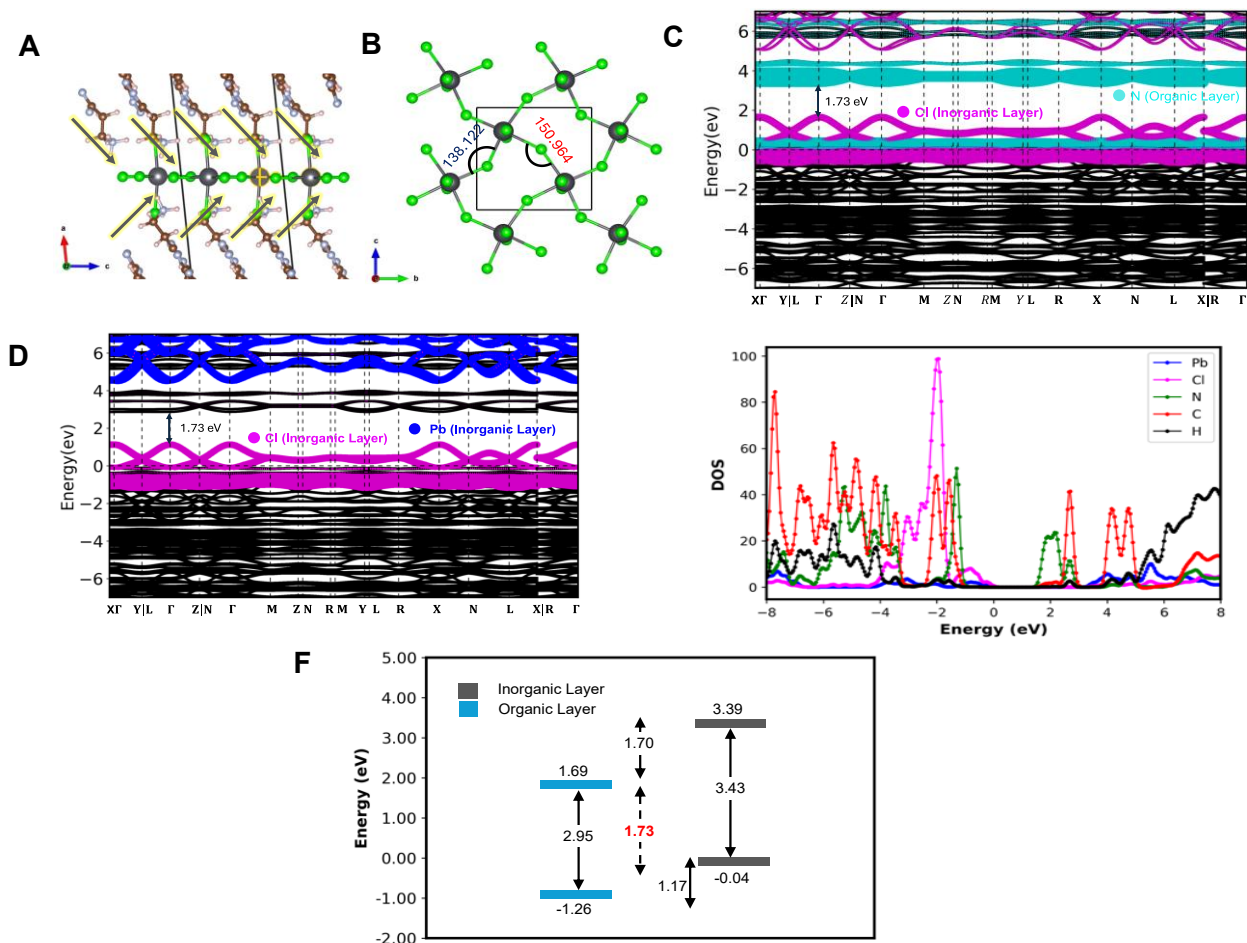 A
a
c
B
138.122
150.964
c
b
C
Energy(ev)
6
4
2
0
−2
−4
−6
1.73 eV
N (Organic Layer)
Cl (Inorganic Layer)
XΓ Y|L Γ Z|N Γ M Z N R M Y L R X N L X|R Γ
D
Energy(ev)
6
4
2
0
−2
−4
−6
1.73 eV
Cl (Inorganic Layer)
Pb (Inorganic Layer)
XΓ Y|L Γ Z|N Γ M Z N R M Y L R X N L X|R Γ
DOS
100
80
60
40
20
0
Pb
Cl
N
C
H
−8 −6 −4 −2 0 2 4 6 8
Energy (eV)
F
Energy (eV)
5.00
4.00
3.00
2.00
1.00
0.00
-1.00
-2.00
Inorganic Layer
Organic Layer
3.39
1.70
1.69
3.43
2.95
1.73
1.17
-0.04
-1.26